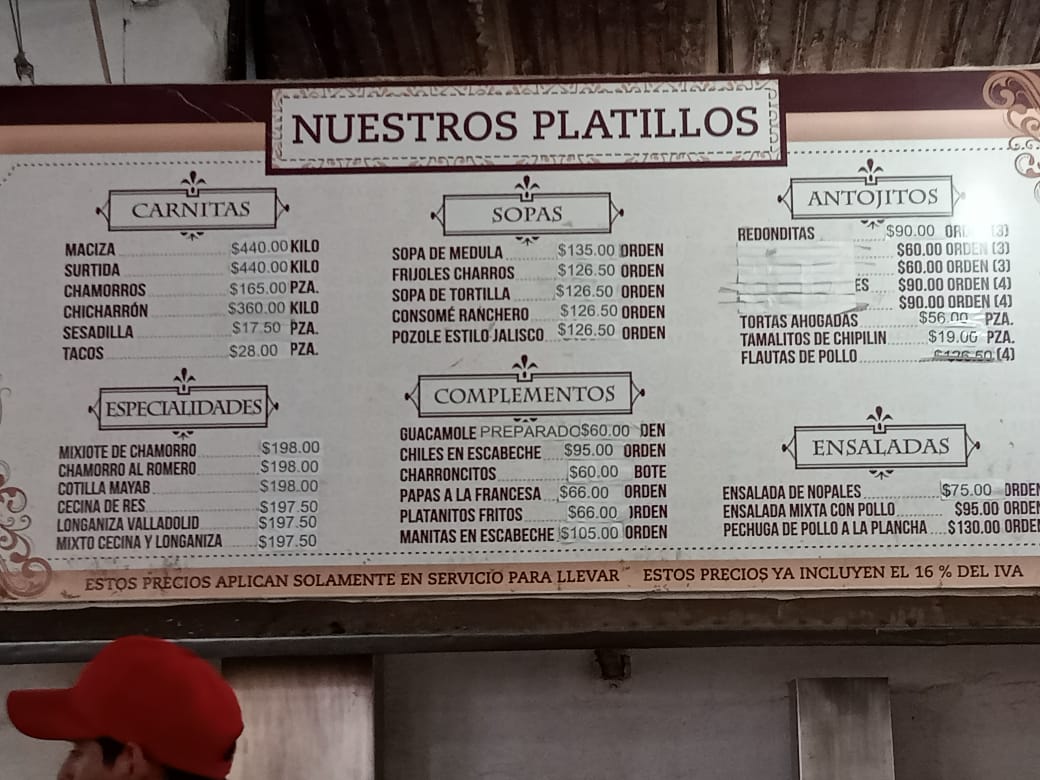 NUESTROS PLATILLOS
CARNITAS
MACIZA $440.00 KILO
SURTIDA $440.00 KILO
CHAMORROS $165.00 PZA.
CHICHARRÓN $360.00 KILO
SESADILLA $17.50 PZA.
TACOS $28.00 PZA.
ESPECIALIDADES
MIXIOTE DE CHAMORRO $198.00
CHAMORRO AL ROMERO $198.00
COTILLA MAYAB $198.00
CECINA DE RES $197.50
LONGANIZA VALLADOLID $197.50
MIXTO CECINA Y LONGANIZA $197.50
SOPAS
SOPA DE MEDULA $135.00 ORDEN
FRIJOLES CHARROS $126.50 ORDEN
SOPA DE TORTILLA $126.50 ORDEN
CONSOMÉ RANCHERO $126.50 ORDEN
POZOLE ESTILO JALISCO $126.50 ORDEN
COMPLEMENTOS
GUACAMOLE PREPARADO $60.00 DEN
CHILES EN ESCABECHE $95.00 ORDEN
CHARRONCITOS $60.00 BOTE
PAPAS A LA FRANCESA $66.00 ORDEN
PLATANITOS FRITOS $66.00 ORDEN
MANITAS EN ESCABECHE $105.00 ORDEN
ANTOJITOS
REDONDITAS $90.00 (3)
$60.00 ORDEN (3)
$60.00 ORDEN (3)
ES $90.00 ORDEN (4)
$90.00 ORDEN (4)
TORTAS AHOGADAS $56.00 PZA.
TAMALITOS DE CHIPILIN $19.00 PZA.
FLAUTAS DE POLLO $126.50 (4)
ENSALADAS
ENSALADA DE NOPALES $75.00 ORDEN
ENSALADA MIXTA CON POLLO $95.00 ORDEN
PECHUGA DE POLLO A LA PLANCHA $130.00 ORDEN
ESTOS PRECIOS APLICAN SOLAMENTE EN SERVICIO PARA LLEVAR ESTOS PRECIOS YA INCLUYEN EL 16 % DEL IVA